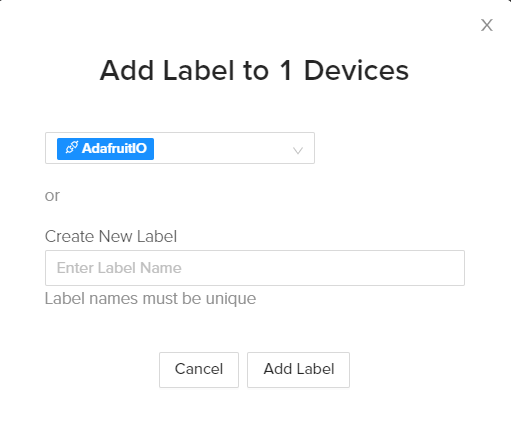 X
Add Label to 1 Devices
AdafruitIO
or
Create New Label
Enter Label Name
Label names must be unique
Cancel
Add Label